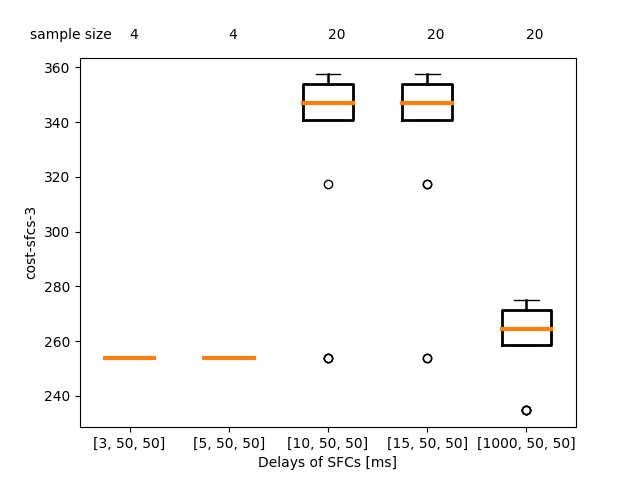 sample size 4 4 20 20 20
360
340
320
300
280
260
240
cost-sfcs-3
[3, 50, 50] [5, 50, 50] [10, 50, 50] [15, 50, 50] [1000, 50, 50]
Delays of SFCs [ms]